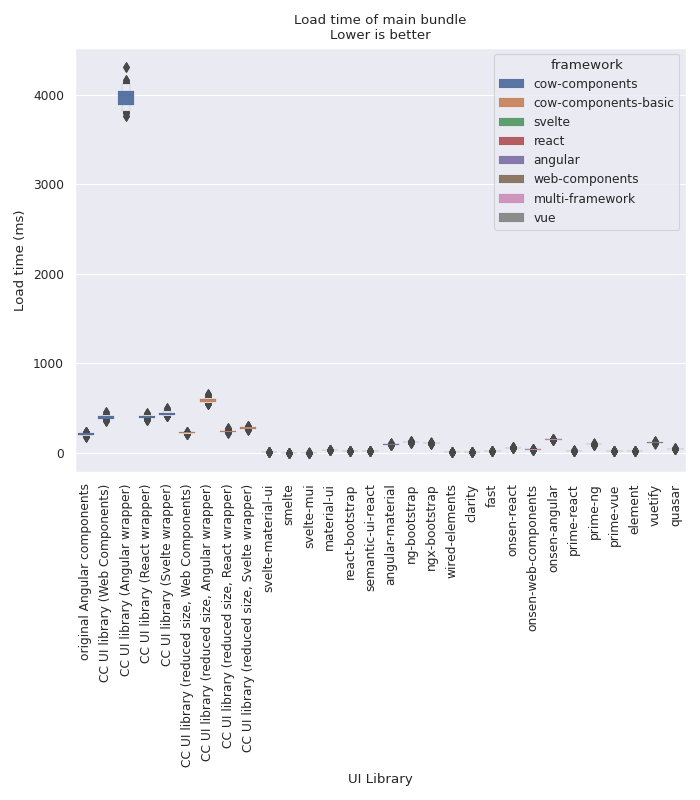 Load time of main bundle
Lower is better
framework
cow-components
cow-components-basic
svelte
react
angular
web-components
multi-framework
vue
Load time (ms)
4000
3000
2000
1000
0
original Angular components
CC UI library (Web Components)
CC UI library (Angular wrapper)
CC UI library (React wrapper)
CC UI library (Svelte wrapper)
CC UI library (reduced size, Web Components)
CC UI library (reduced size, Angular wrapper)
CC UI library (reduced size, React wrapper)
CC UI library (reduced size, Svelte wrapper)
svelte-material-ui
smelte
svelte-mui
material-ui
react-bootstrap
semantic-ui-react
angular-material
ng-bootstrap
ngx-bootstrap
wired-elements
clarity
fast
onsen-react
onsen-web-components
onsen-angular
prime-react
prime-ng
prime-vue
element
vuetify
quasar
UI Library